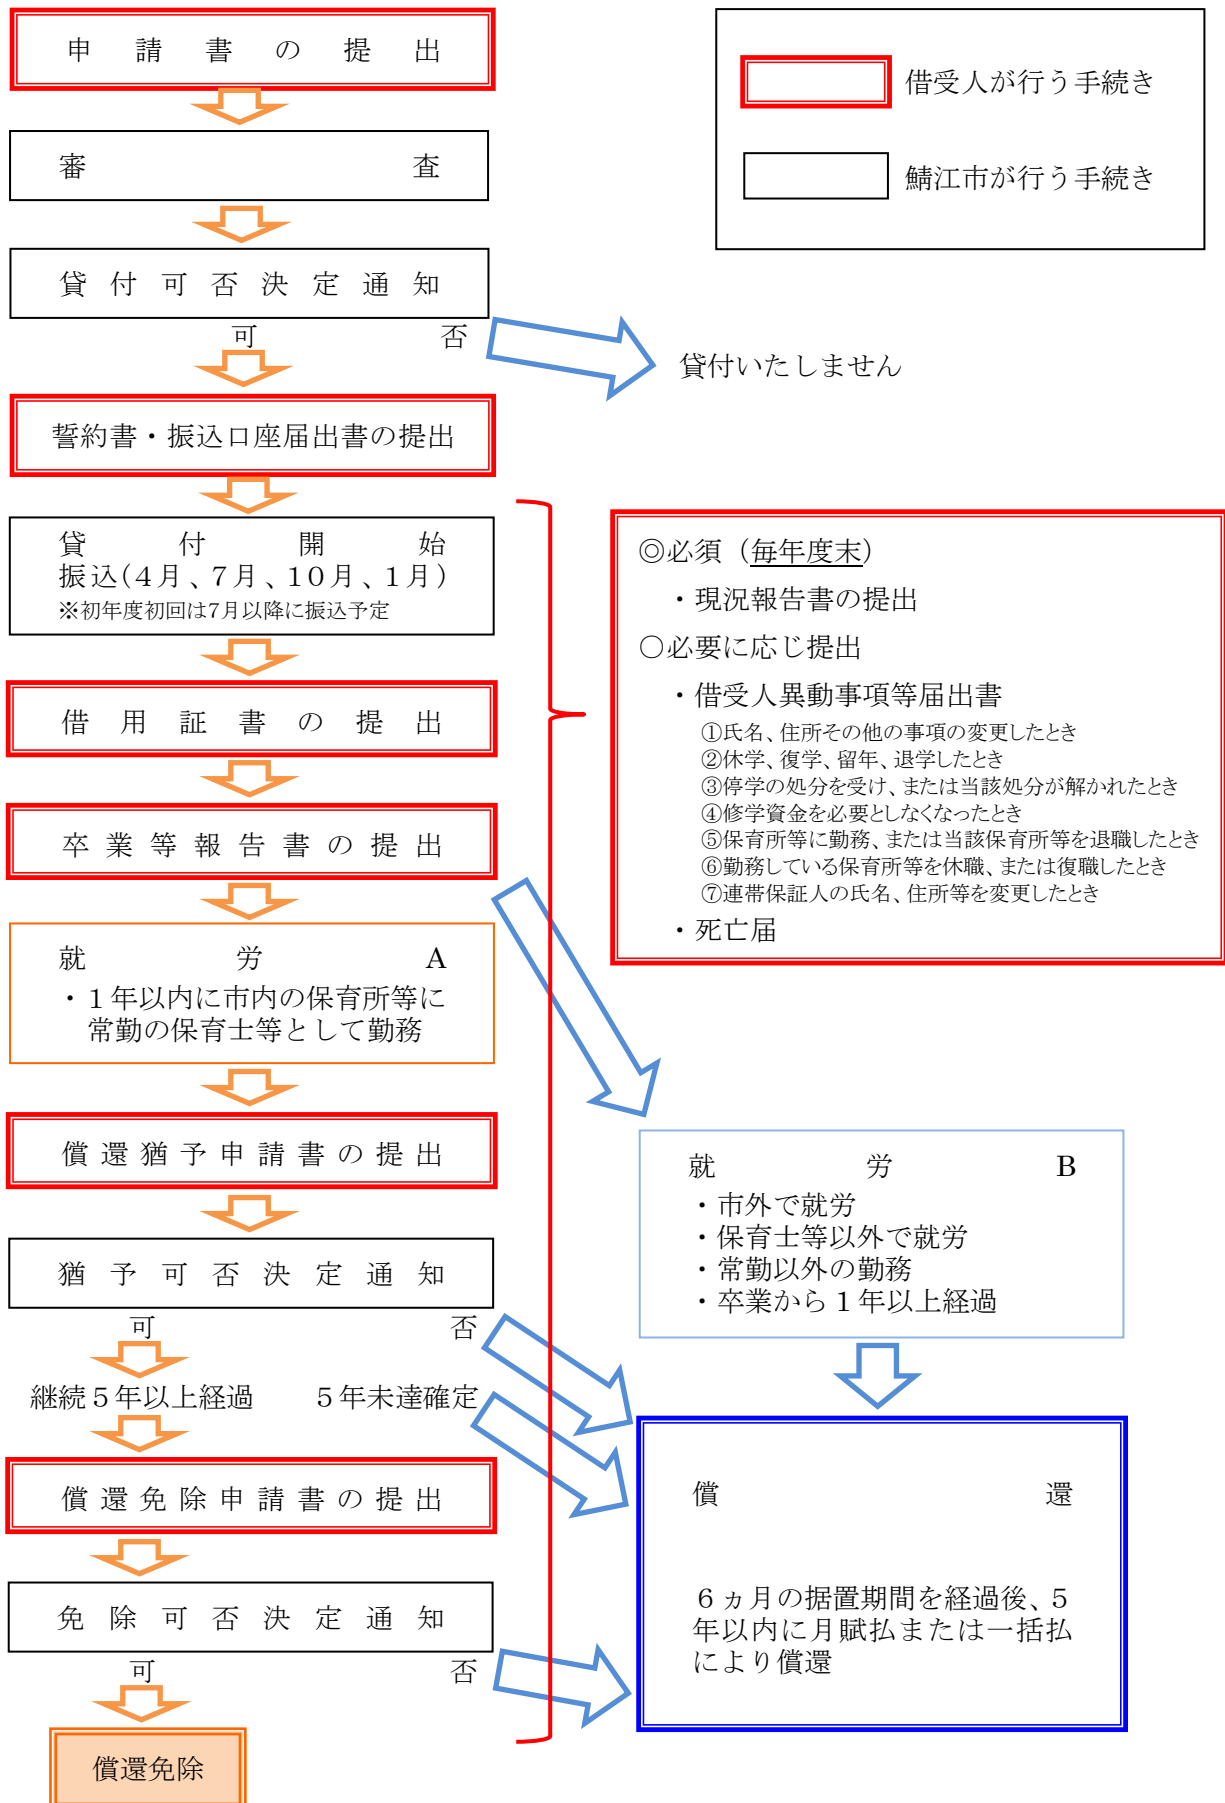 申請書の提出
借受人が行う手続き
鯖江市が行う手続き
審査
貸付可否決定通知
可 否
貸付いたしません
誓約書・振込口座届出書の提出
貸付開始
振込(４月、７月、１０月、１月)
※初年度初回は7月以降に振込予定
借用証書の提出
卒業等報告書の提出
◎必須（毎年度末）
・現況報告書の提出
○必要に応じ提出
・借受人異動事項等届出書
①氏名、住所その他の事項の変更したとき
②休学、復学、留年、退学したとき
③停学の処分を受け、または当該処分が解かれたとき
④修学資金を必要としなくなったとき
⑤保育所等に勤務、または当該保育所等を退職したとき
⑥勤務している保育所等を休職、または復職したとき
⑦連帯保証人の氏名、住所等を変更したとき
・死亡届
就労A
・１年以内に市内の保育所等に
常勤の保育士等として勤務
償還猶予申請書の提出
猶予可否決定通知
可 否
就労B
・市外で就労
・保育士等以外で就労
・常勤以外の勤務
・卒業から１年以上経過
継続５年以上経過 ５年未達確定
償還免除申請書の提出
免除可否決定通知
可 否
償還免除
償還
６ヵ月の据置期間を経過後、５
年以内に月賦払または一括払
により償還